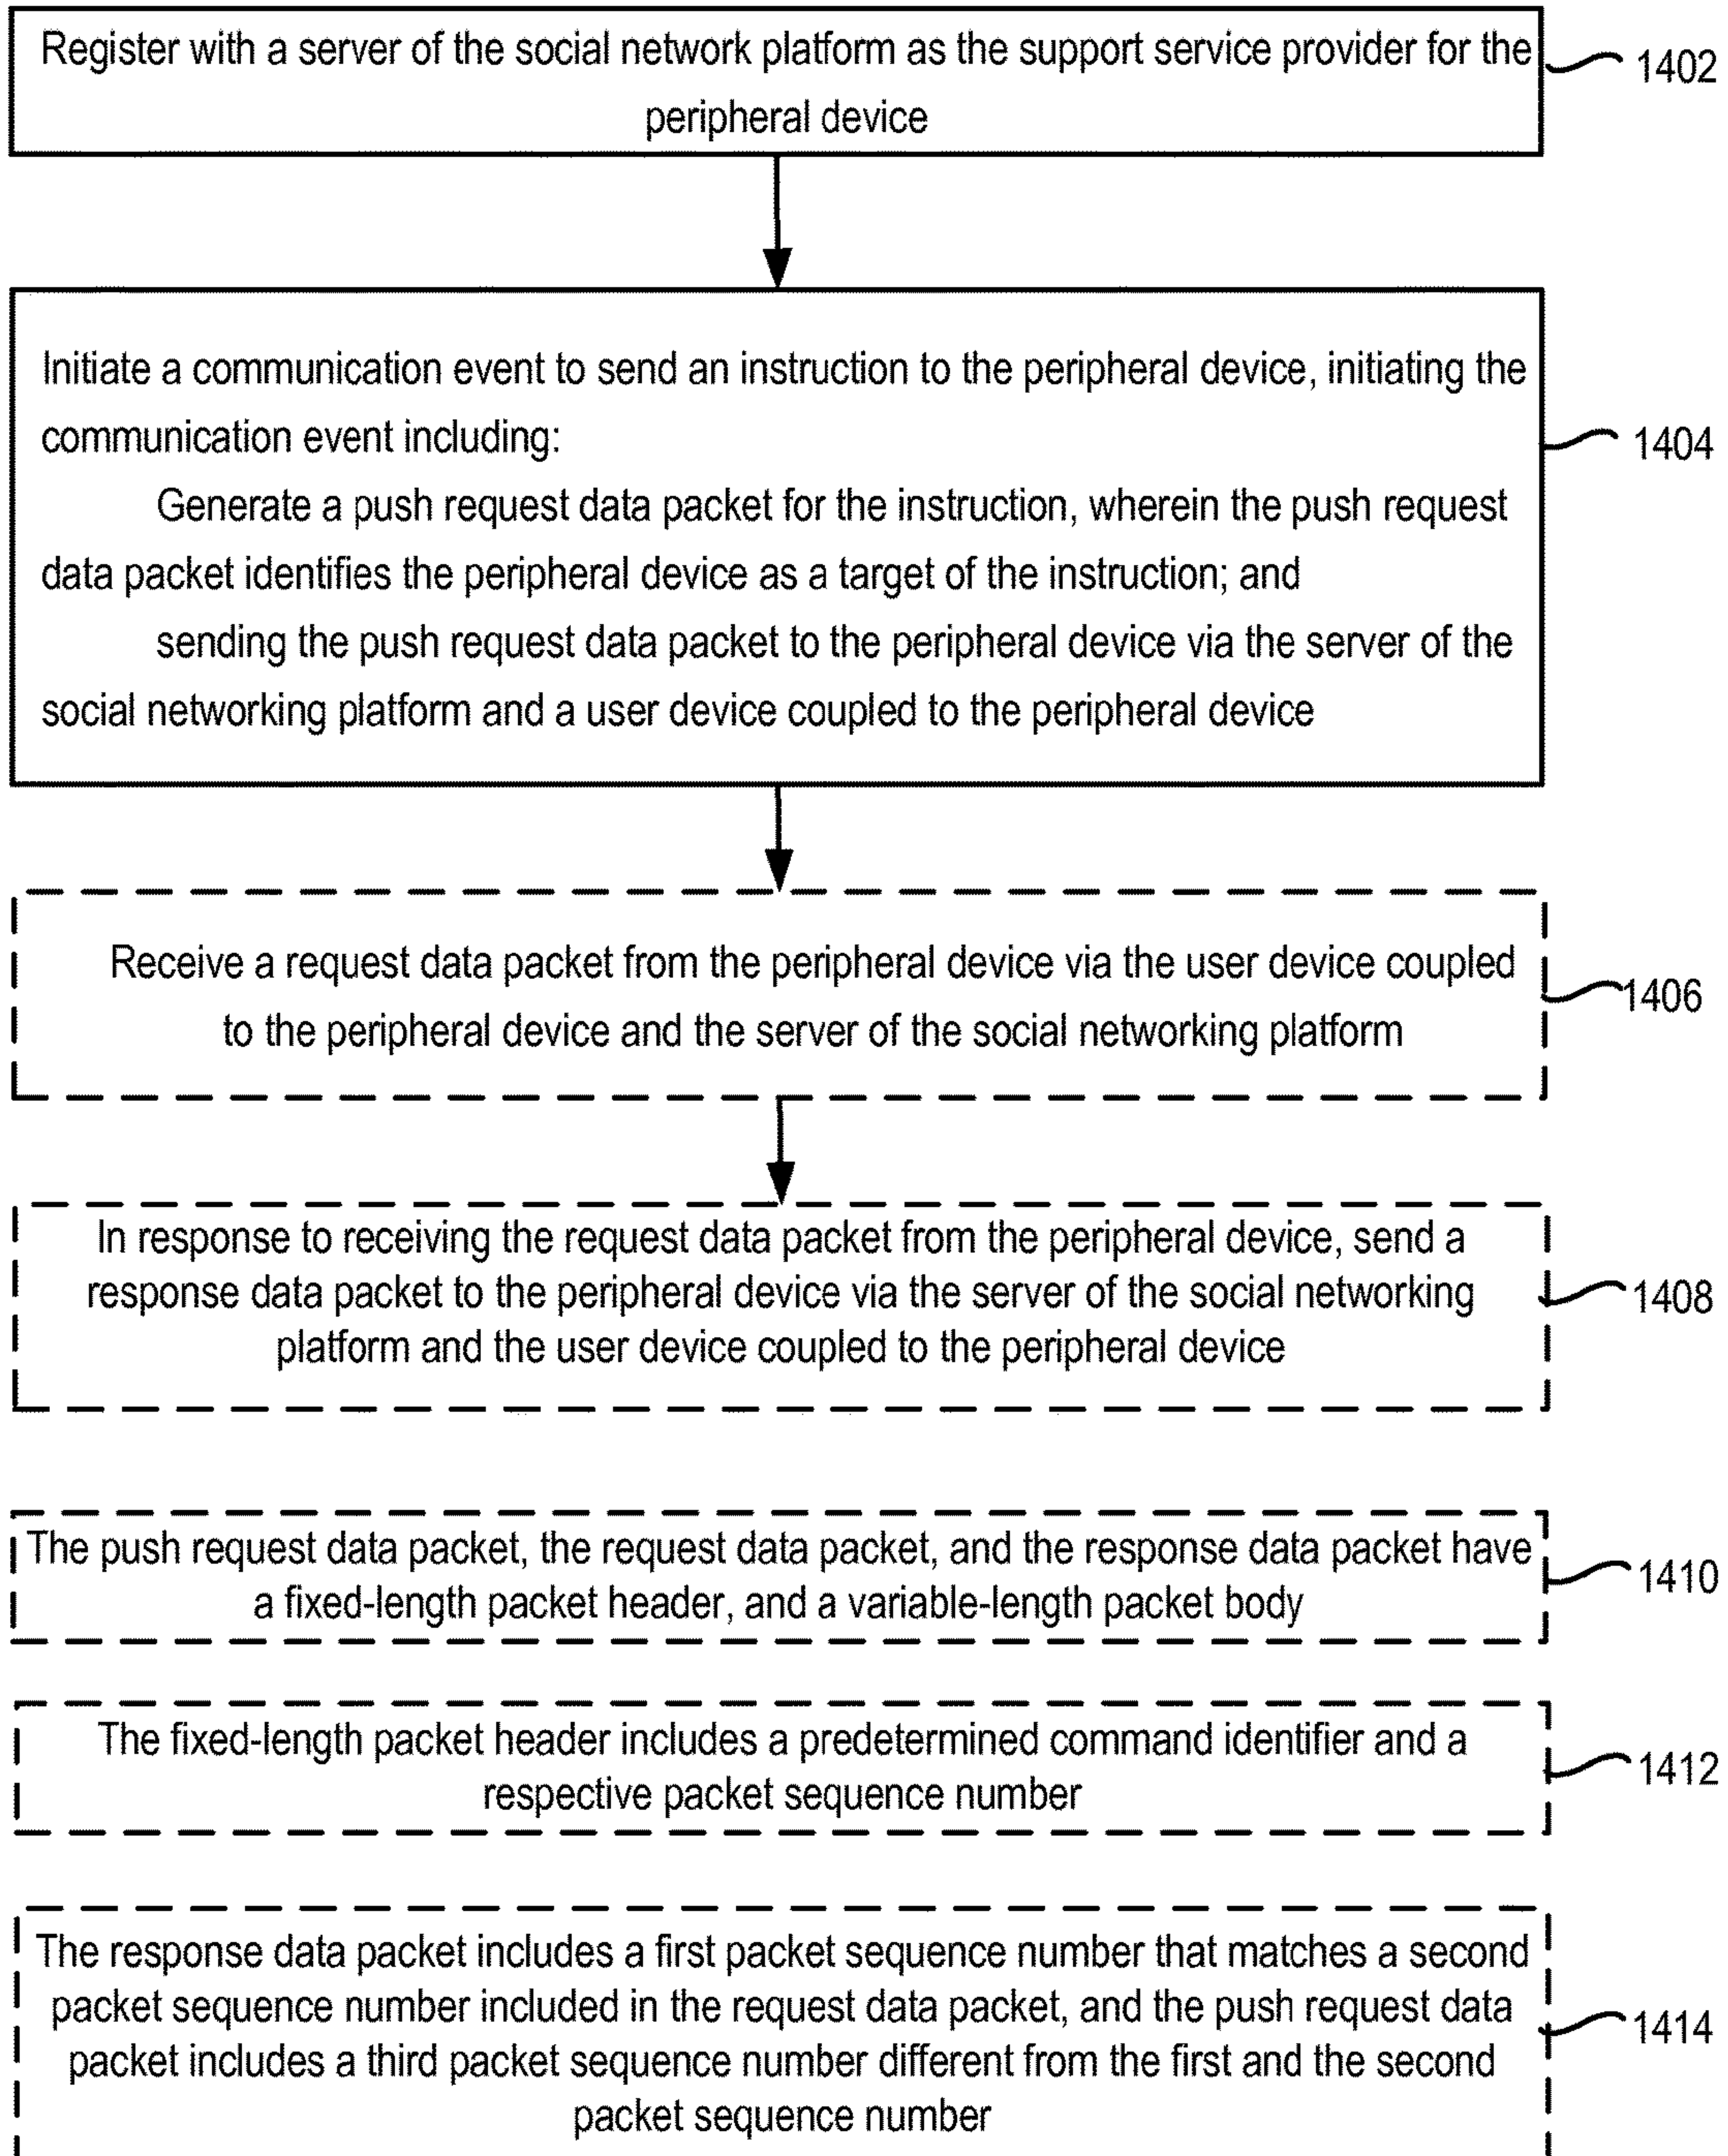 Register with a server of the social network platform as the support service provider for the
peripheral device
1402
Initiate a communication event to send an instruction to the peripheral device, initiating the
communication event including:
Generate a push request data packet for the instruction, wherein the push request
data packet identifies the peripheral device as a target of the instruction; and
sending the push request data packet to the peripheral device via the server of the
social networking platform and a user device coupled to the peripheral device
1404
Receive a request data packet from the peripheral device via the user device coupled
to the peripheral device and the server of the social networking platform
1406
In response to receiving the request data packet from the peripheral device, send a
response data packet to the peripheral device via the server of the social networking
platform and the user device coupled to the peripheral device
1408
The push request data packet, the request data packet, and the response data packet have
a fixed-length packet header, and a variable-length packet body
1410
The fixed-length packet header includes a predetermined command identifier and a
respective packet sequence number
1412
The response data packet includes a first packet sequence number that matches a second
packet sequence number included in the request data packet, and the push request data
packet includes a third packet sequence number different from the first and the second
packet sequence number
1414